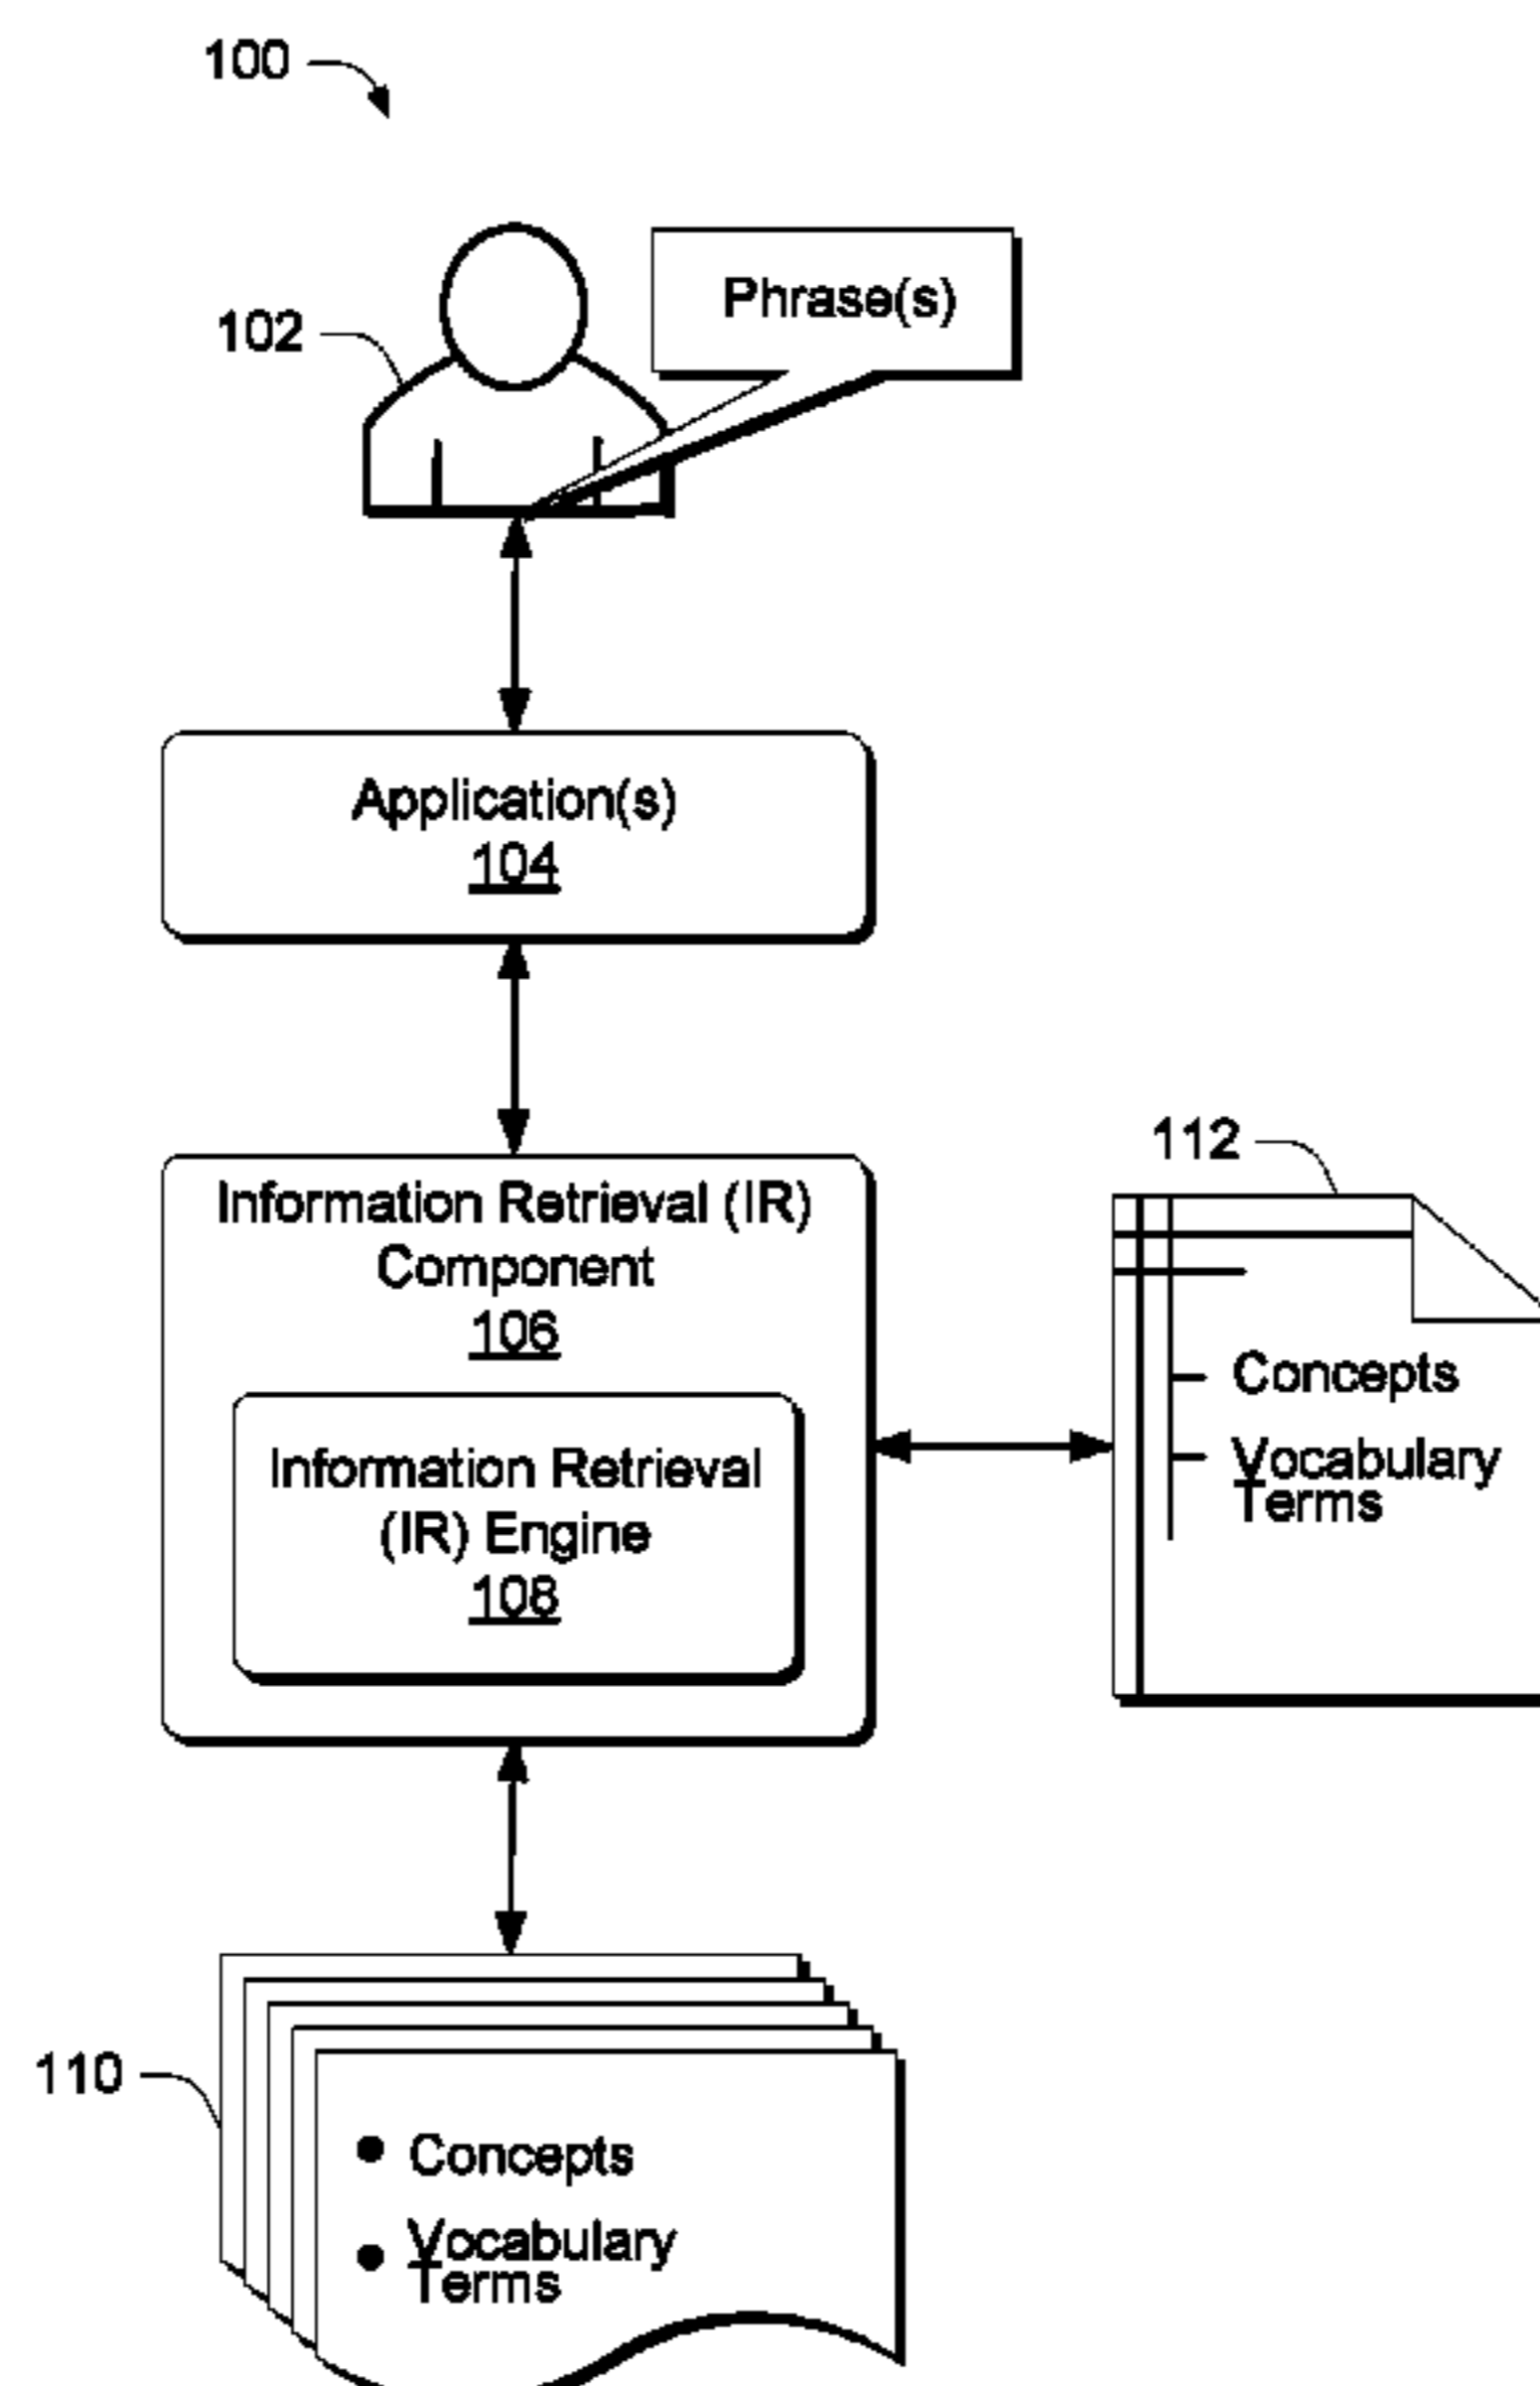 100
102
Phrase(s)
Application(s)
104
Information Retrieval (IR)
Component
106
Information Retrieval
(IR) Engine
108
112
Concepts
Vocabulary
Terms
110
• Concepts
• Vocabulary
Terms